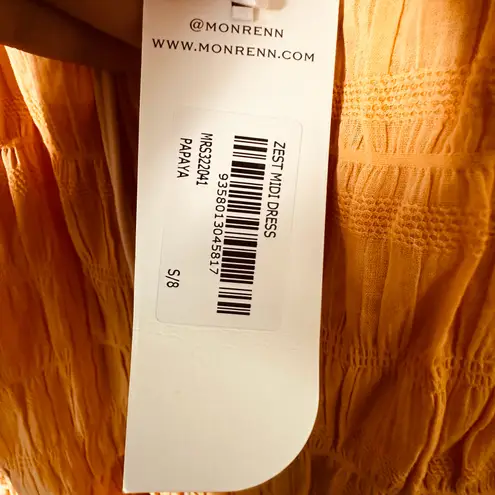 @MONRENN
WWW.MONRENN.COM
ZEST MIDI DRESS
9358013045817
MRS322041
PAPAYA
S/8